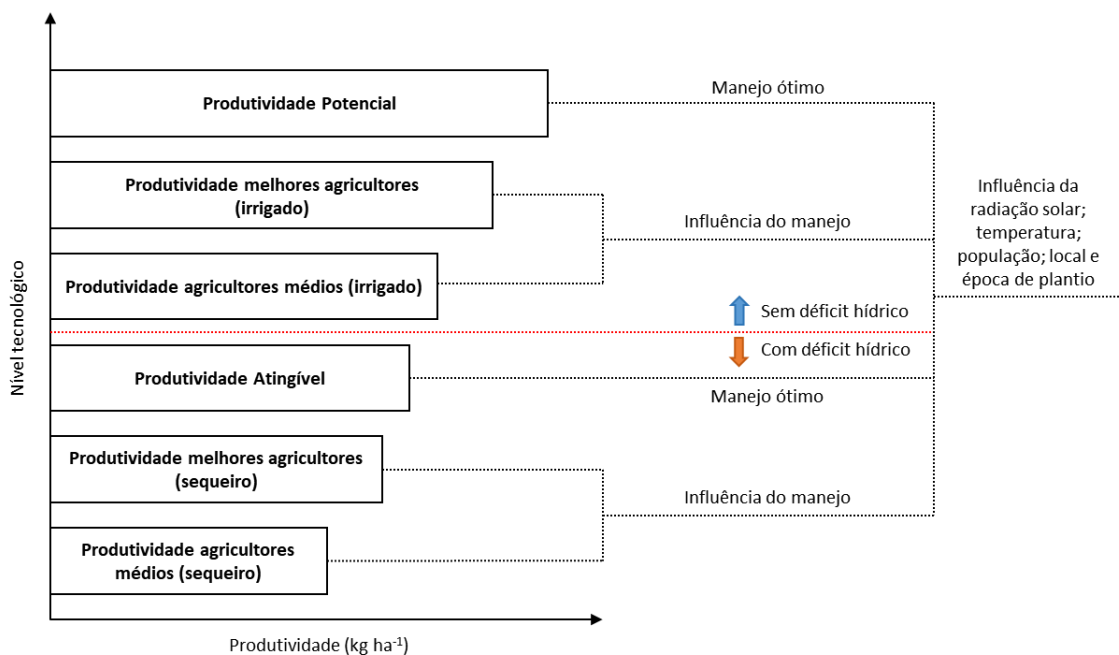 Produtividade Potencial
Manejo ótimo
Produtividade melhores agricultores
(irrigado)
Influência do manejo
Produtividade agricultores médios (irrigado)
Influência da
radiação solar;
temperatura;
população; local e
época de plantio
Sem déficit hídrico
Com déficit hídrico
Produtividade Atingível
Manejo ótimo
Produtividade melhores agricultores
(sequeiro)
Influência do manejo
Produtividade agricultores
médios (sequeiro)
Nível tecnológico
Produtividade (kg ha⁻¹)